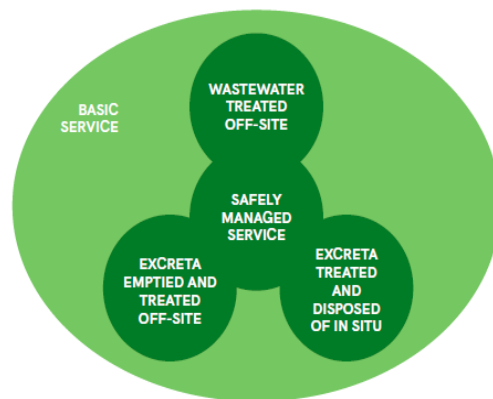 BASIC
SERVICE
WASTEWATER
TREATED
OFF-SITE
SAFELY
MANAGED
SERVICE
EXCRETA
EMPTIED AND
TREATED
OFF-SITE
EXCRETA
TREATED
AND
DISPOSED
OF IN SITU